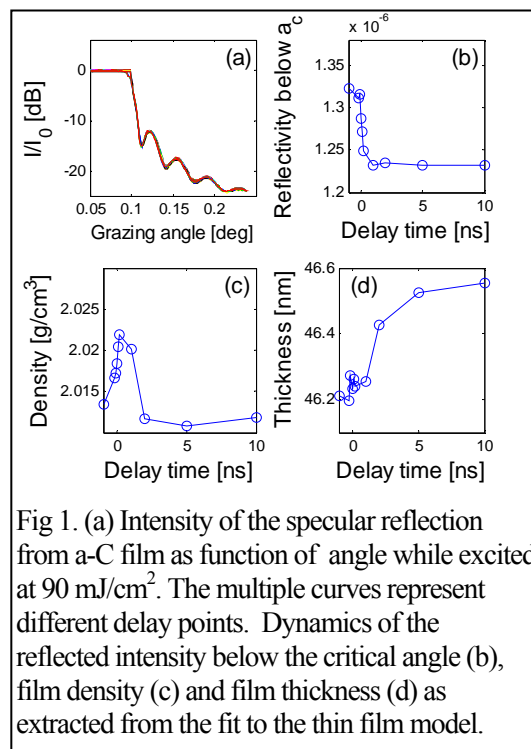 x 10⁻⁶
(a)
I/I₀ [dB]
0
-10
-20
0.05 0.1 0.15 0.2
Grazing angle [deg]
(b)
Reflectivity below a_c
1.38
1.33
1.3
1.25
1.2
0 5 10
Delay time [ns]
(c)
Density [g/cm³]
2.025
2.02
2.015
0 5 10
Delay time [ns]
(d)
Thickness [nm]
46.6
46.4
46.2
0 5 10
Delay time [ns]
Fig 1. (a) Intensity of the specular reflection
from a-C film as function of angle while excited
at 90 mJ/cm². The multiple curves represent
different delay points. Dynamics of the
reflected intensity below the critical angle (b),
film density (c) and film thickness (d) as
extracted from the fit to the thin film model.